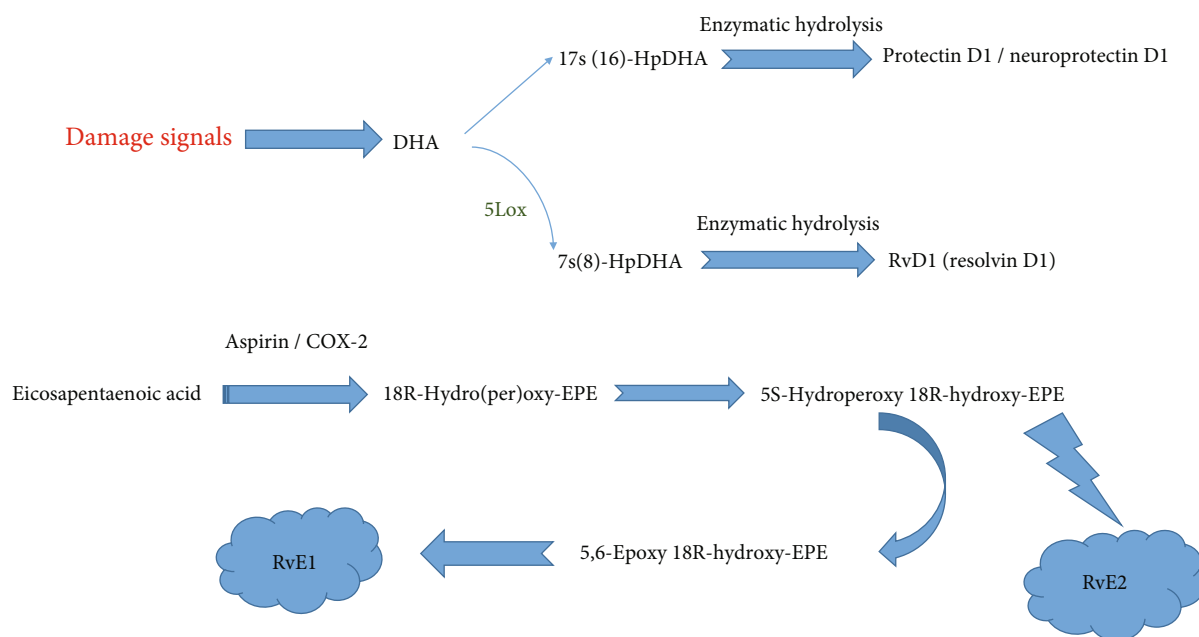 Enzymatic hydrolysis
17s (16)-HpDHA
Protectin D1 / neuroprotectin D1
Damage signals
DHA
5Lox
Enzymatic hydrolysis
7s(8)-HpDHA
RvD1 (resolvin D1)
Aspirin / COX-2
Eicosapentaenoic acid
18R-Hydro(per)oxy-EPE
5S-Hydroperoxy 18R-hydroxy-EPE
RvE1
5,6-Epoxy 18R-hydroxy-EPE
RvE2